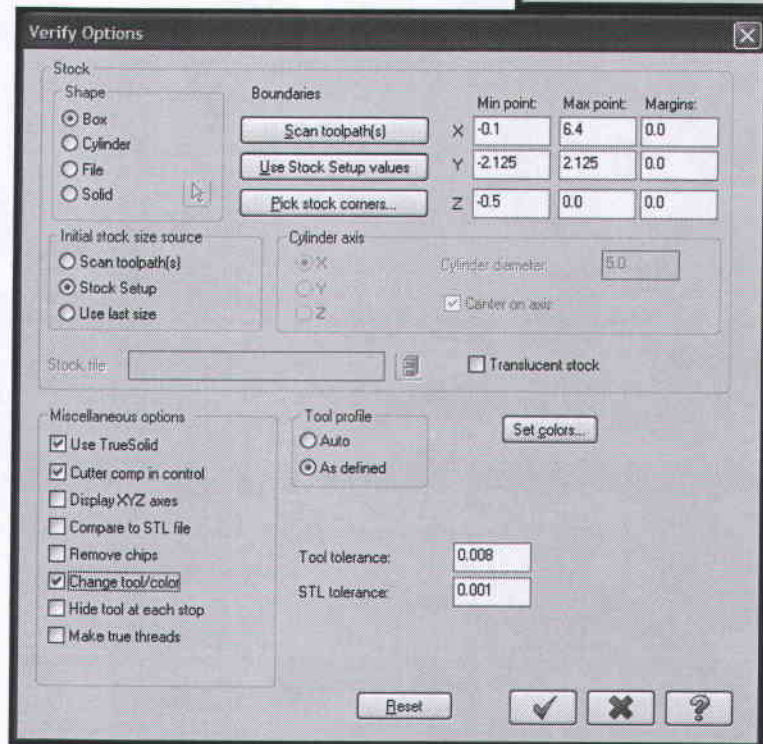 Verify Options
Stock
Shape
Box
Cylinder
File
Solid
Boundaries
Scan toolpath(s)
Use Stock Setup values
Pick stock corners...
Min point: Max point: Margins:
X -0.1 6.4 0.0
Y -2.125 2.125 0.0
Z -0.5 0.0 0.0
Initial stock size source
Scan toolpath(s)
Stock Setup
Use last size
Cylinder axis
X
Y
Z
Cylinder diameter: 5.0
Center on axis
Stock file
Translucent stock
Miscellaneous options
Use TrueSolid
Cutter comp in control
Display XYZ axes
Compare to STL file
Remove chips
Change tool/color
Hide tool at each stop
Make true threads
Tool profile
Auto
As defined
Set colors...
Tool tolerance: 0.008
STL tolerance: 0.001
Reset
?